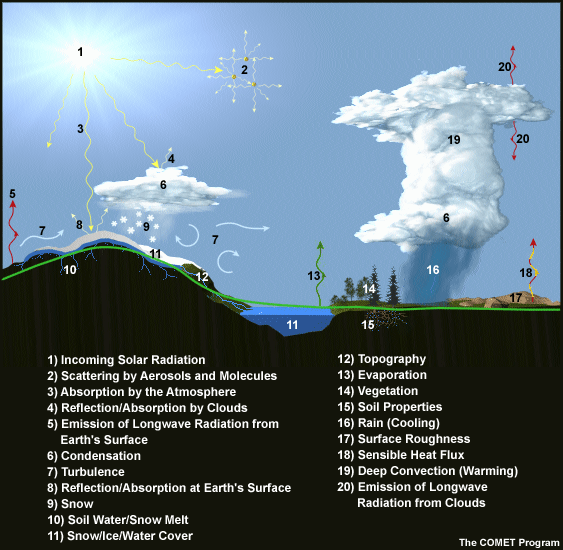 1
2
3
4
5
6
7
8
9
7
11
10
12
11
13
14
15
16
17
18
19
6
20
20
1) Incoming Solar Radiation
2) Scattering by Aerosols and Molecules
3) Absorption by the Atmosphere
4) Reflection/Absorption by Clouds
5) Emission of Longwave Radiation from
Earth's Surface
6) Condensation
7) Turbulence
8) Reflection/Absorption at Earth's Surface
9) Snow
10) Soil Water/Snow Melt
11) Snow/Ice/Water Cover
12) Topography
13) Evaporation
14) Vegetation
15) Soil Properties
16) Rain (Cooling)
17) Surface Roughness
18) Sensible Heat Flux
19) Deep Convection (Warming)
20) Emission of Longwave
Radiation from Clouds
The COMET Program